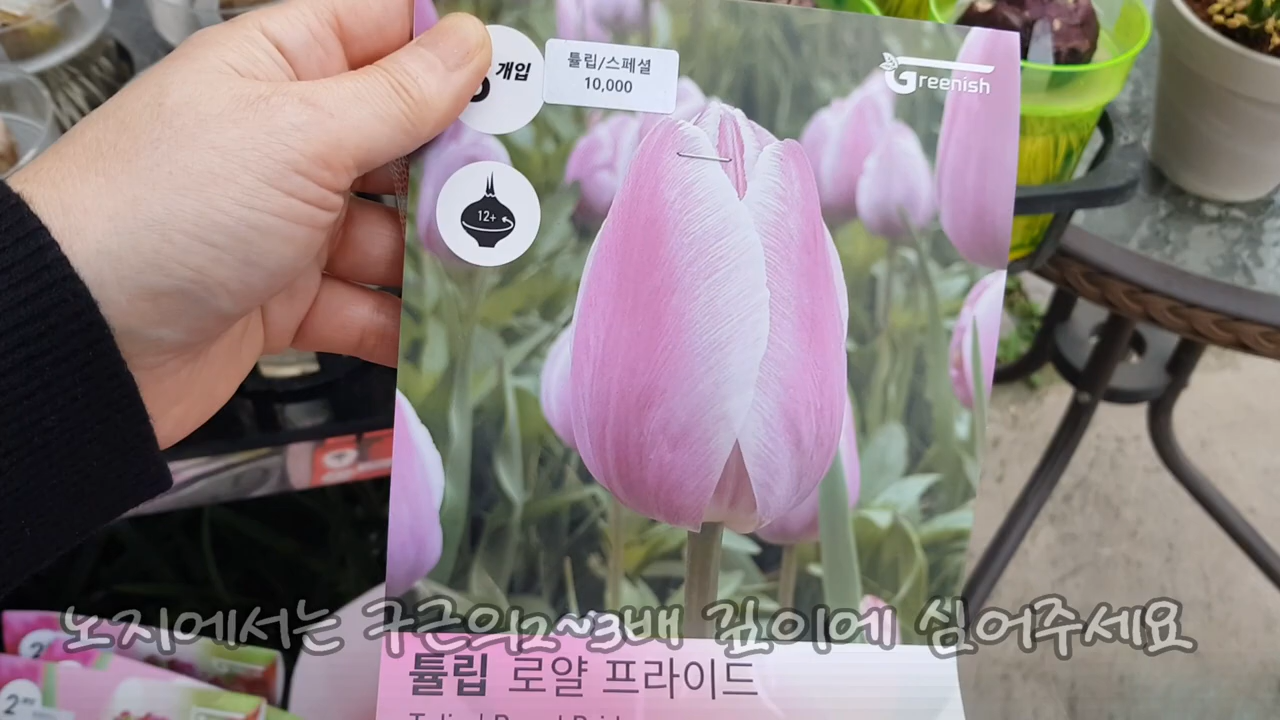 개입
튤립/스페셜
10,000
Greenish
12+
노지에서는 구근의2~3배 깊이에 심어주세요
2
2
튤립 로얄 프라이드